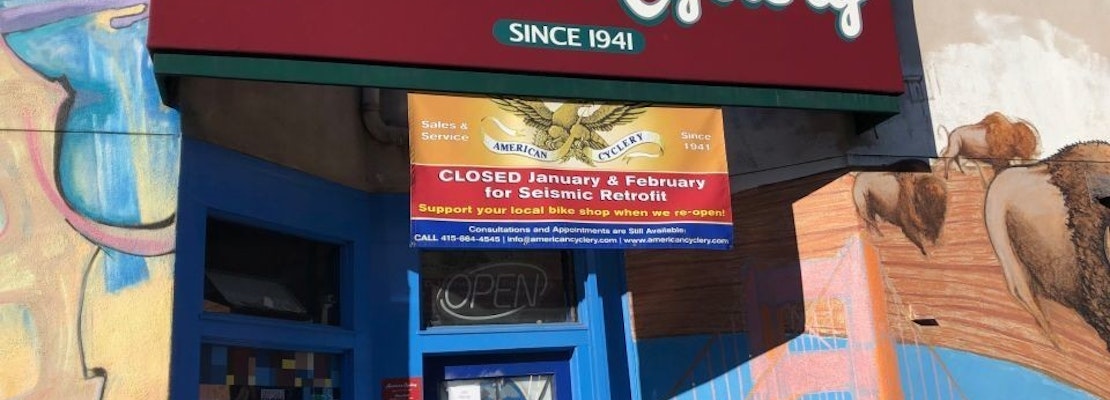 Cyclery
SINCE 1941
Sales &
Service
Since
1941
AMERICAN CYCLERY
CLOSED January & February
for Seismic Retrofit
Support your local bike shop when we re-open!
Consultations and Appointments are Still Available:
CALL 415-664-4545 | info@americancyclery.com | www.americancyclery.com
OPEN